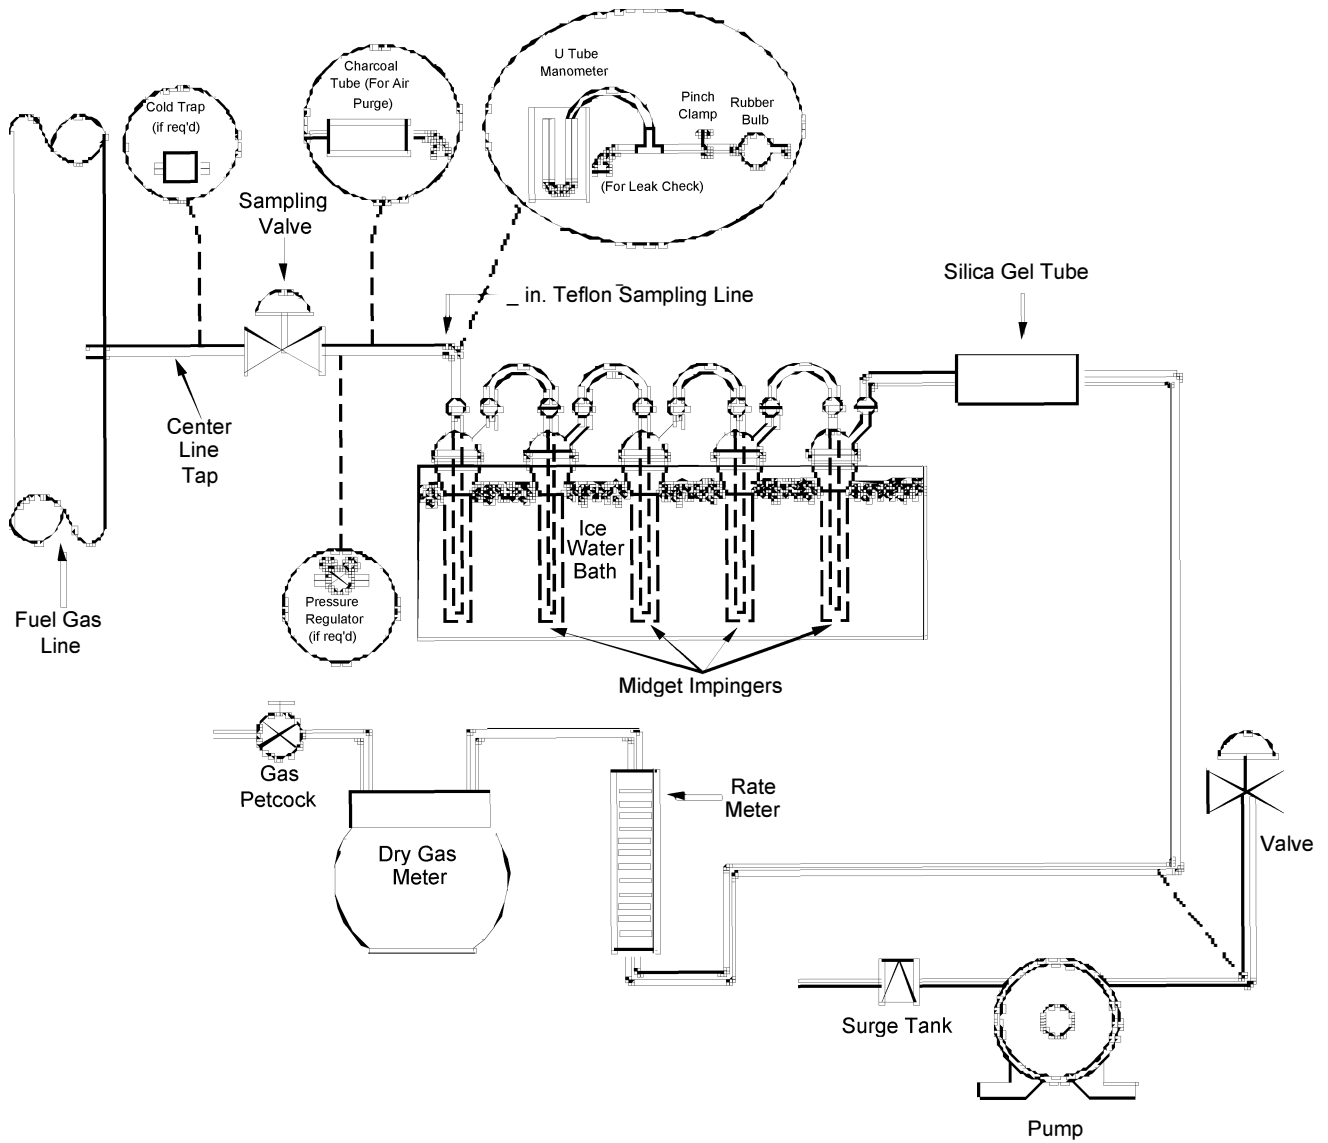 U Tube
Manometer
Charcoal
Tube (For Air
Purge)
Pinch
Clamp
Rubber
Bulb
Cold Trap
(if req'd)
(For Leak Check)
Sampling
Valve
Silica Gel Tube
_ in. Teflon Sampling Line
Center
Line
Tap
Ice
Water
Bath
Pressure
Regulator
(if req'd)
Fuel Gas
Line
Midget Impingers
Gas
Petcock
Rate
Meter
Dry Gas
Meter
Valve
Surge Tank
Pump